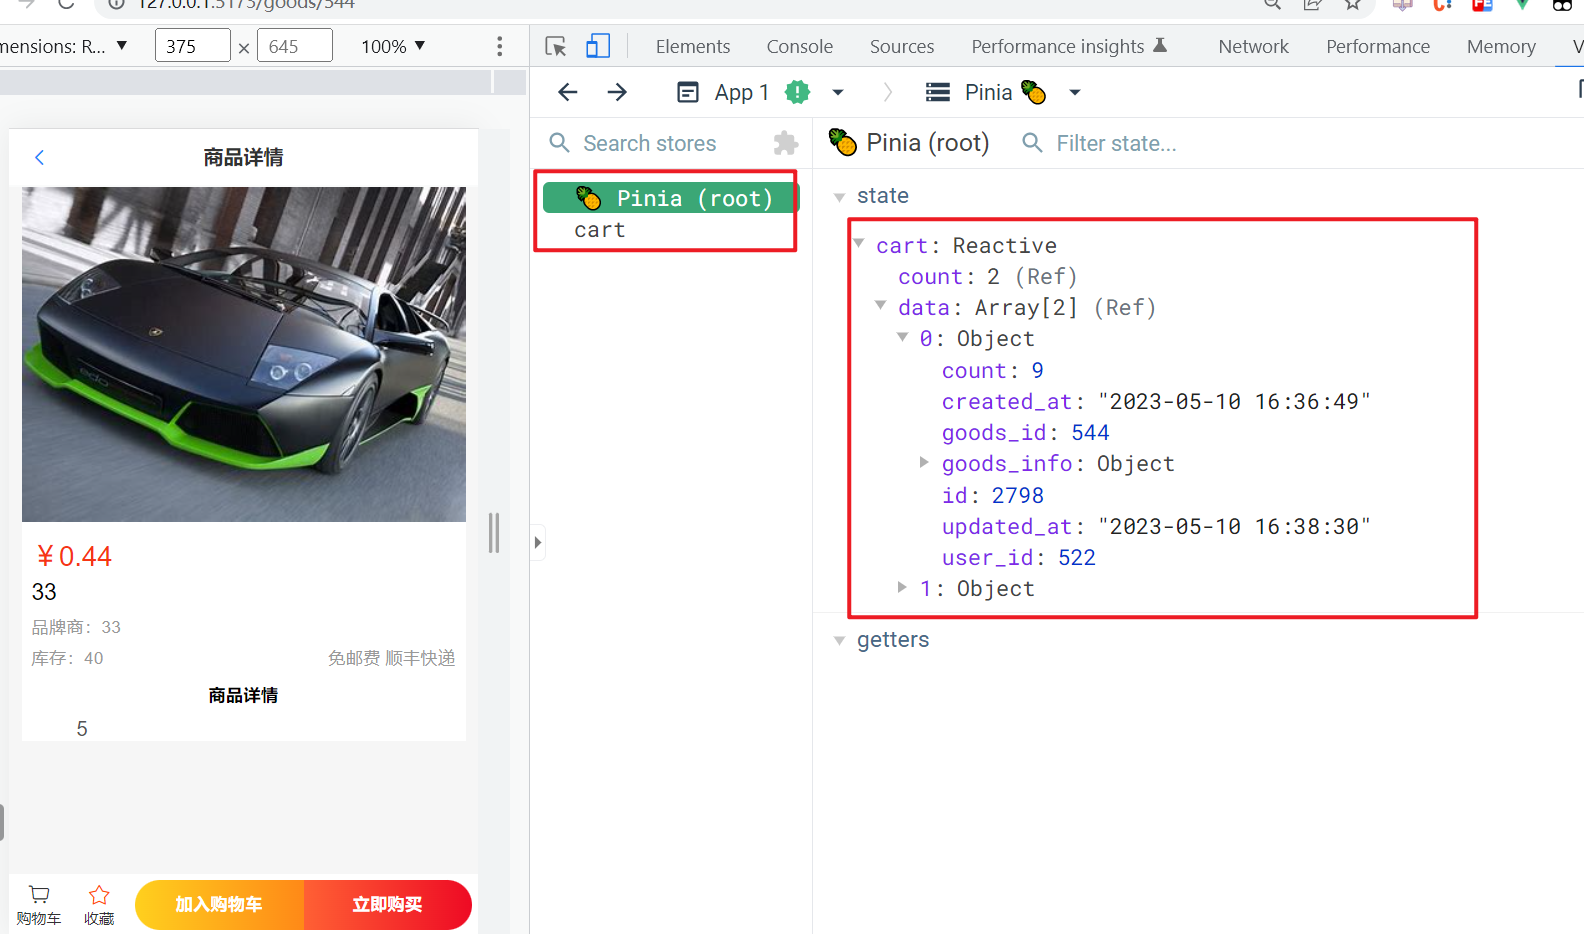 127.0.0.1:5173/goods/544
mensions: R... ▼ 375 × 645 100% ▼
Elements Console Sources Performance insights Network Performance Memory V
App 1 Pinia
Search stores
Pinia (root) Filter state...
Pinia (root)
cart
state
cart: Reactive
count: 2 (Ref)
data: Array[2] (Ref)
0: Object
count: 9
created_at: "2023-05-10 16:36:49"
goods_id: 544
goods_info: Object
id: 2798
updated_at: "2023-05-10 16:38:30"
user_id: 522
1: Object
getters
商品详情
edo
¥0.44
33
品牌商：33
库存：40 免邮费 顺丰快递
商品详情
5
购物车 收藏 加入购物车 立即购买